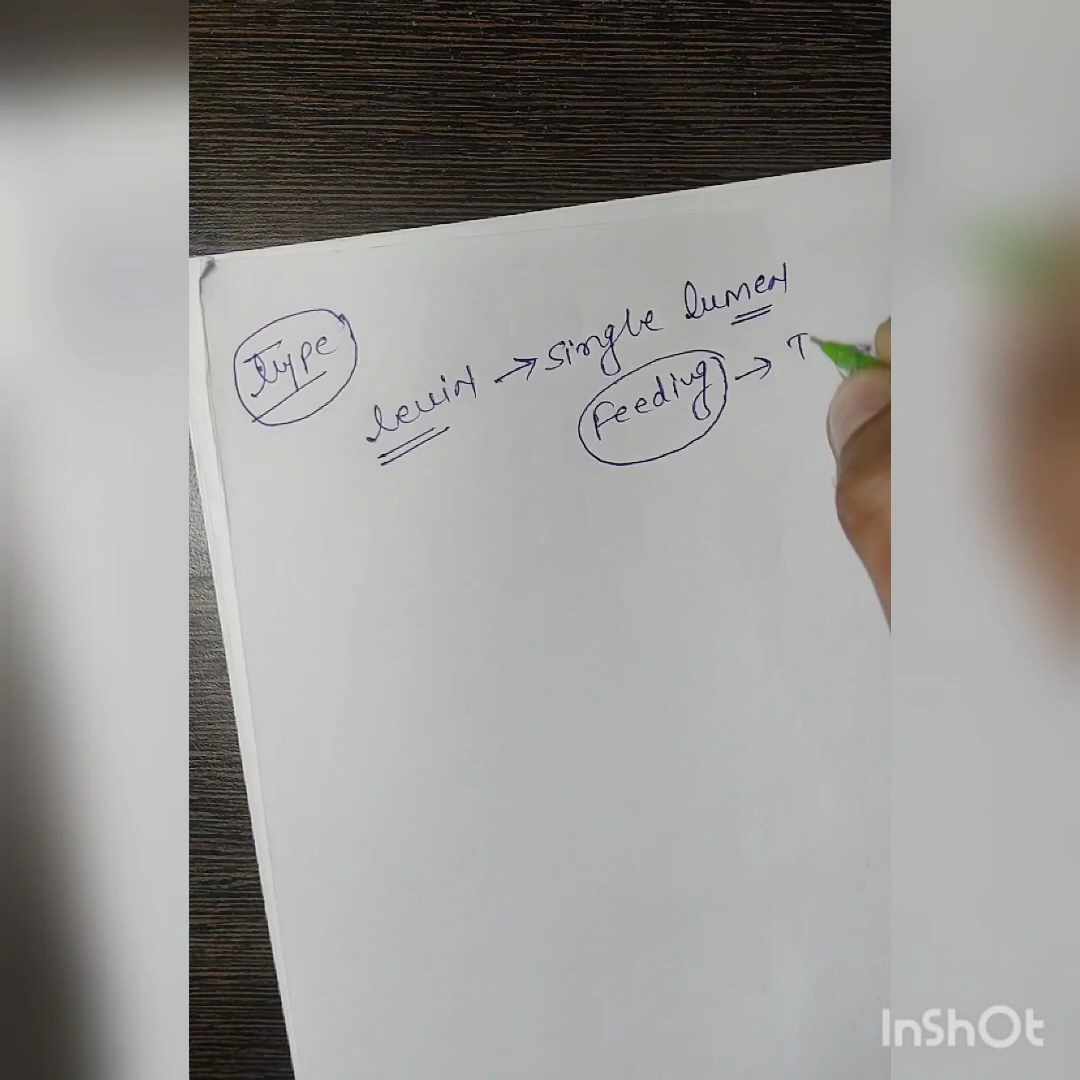 Type
Levin → Single lumen
Feeding → T
InShOt